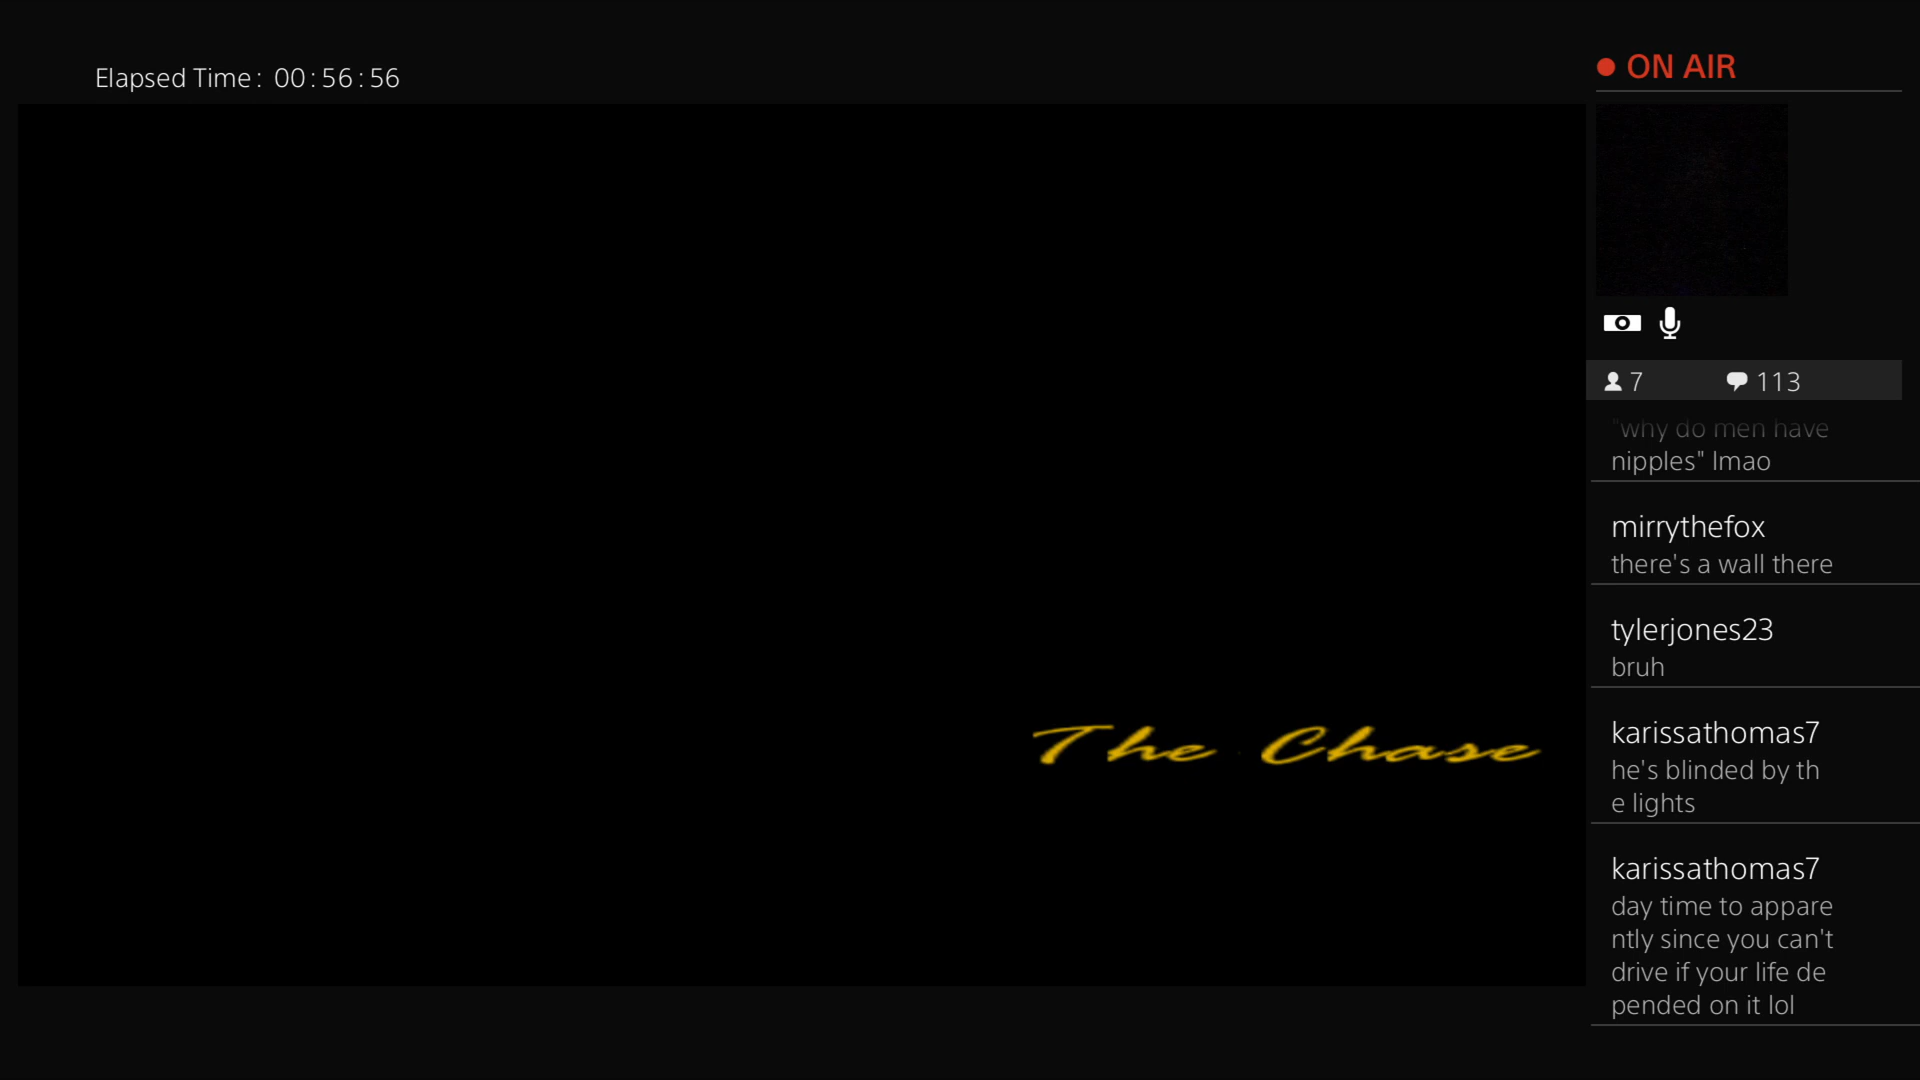 Elapsed Time: 00:56:56
ON AIR
7
113
"why do men have
nipples" lmao
mirrythefox
there's a wall there
tylerjones23
bruh
karissathomas7
he's blinded by th
e lights
karissathomas7
day time to appare
ntly since you can't
drive if your life de
pended on it lol
The Chase